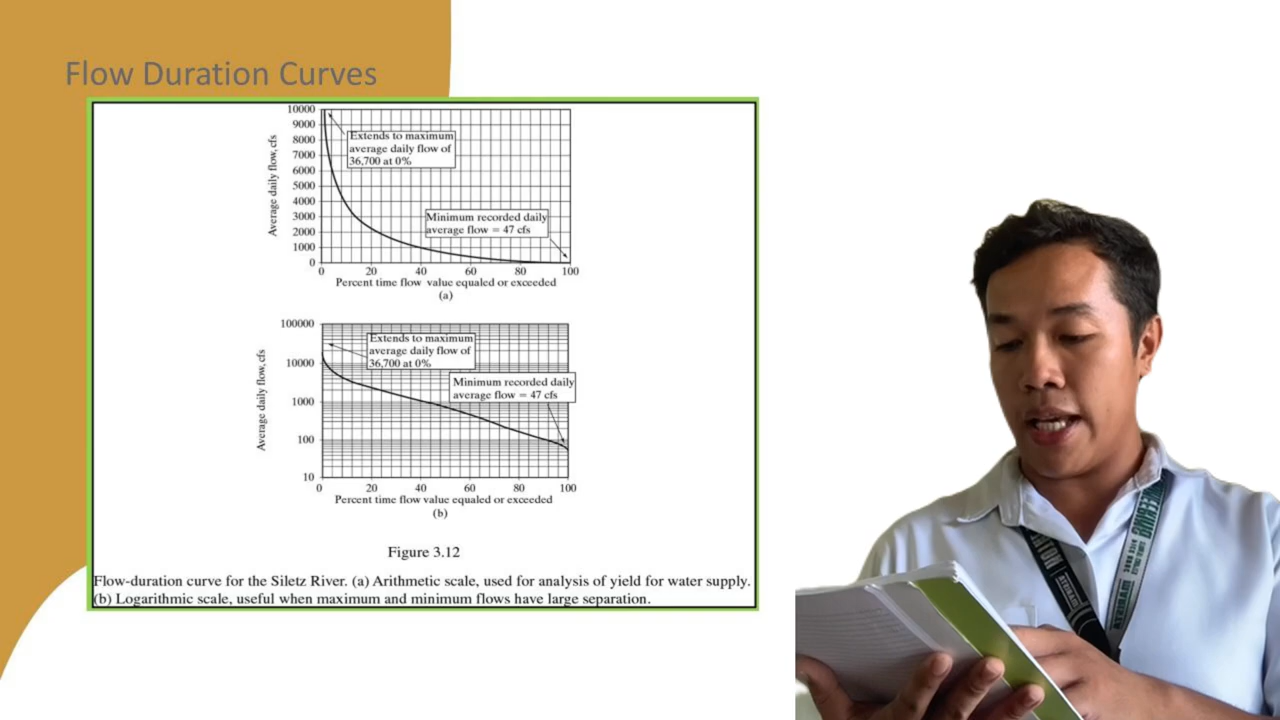 Flow Duration Curves
10000
9000
8000
7000
6000
5000
4000
3000
2000
1000
0
Average daily flow, cfs
Extends to maximum
average daily flow of
36,700 at 0%
Minimum recorded daily
average flow = 47 cfs
0 20 40 60 80 100
Percent time flow value equaled or exceeded
(a)
100000
10000
1000
100
10
Average daily flow, cfs
Extends to maximum
average daily flow of
36,700 at 0%
Minimum recorded daily
average flow = 47 cfs
0 20 40 60 80 100
Percent time flow value equaled or exceeded
(b)
Figure 3.12
Flow-duration curve for the Siletz River. (a) Arithmetic scale, used for analysis of yield for water supply.
(b) Logarithmic scale, useful when maximum and minimum flows have large separation.